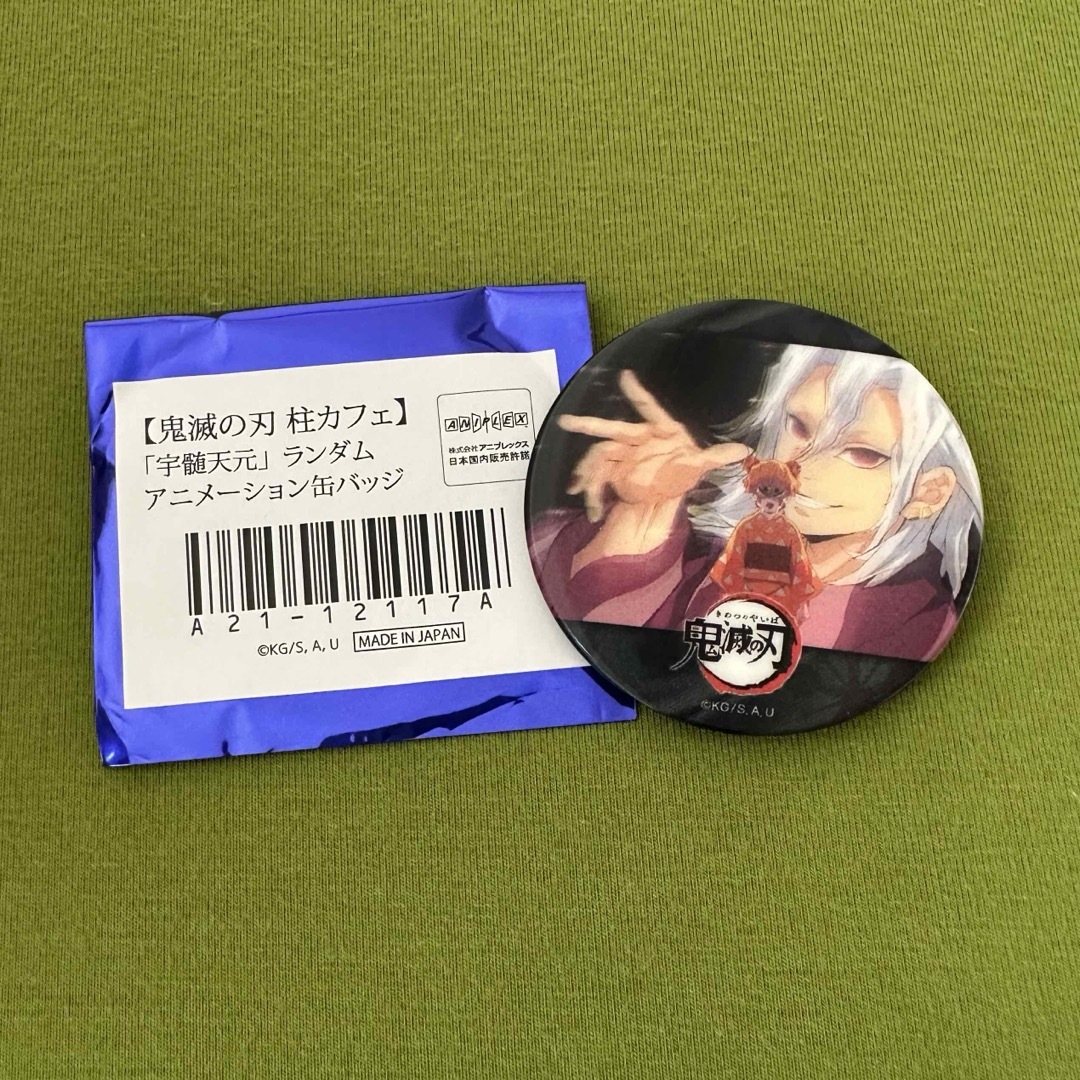 【鬼滅の刃 柱カフェ】
「宇髄天元」ランダム
アニメーション缶バッジ
ANIPLEX
株式会社アニプレックス
日本国内販売許諾
A21-12117A
©KG/S, A, U
MADE IN JAPAN
きめつのやいば
鬼滅の刃
©KG/S, A, U